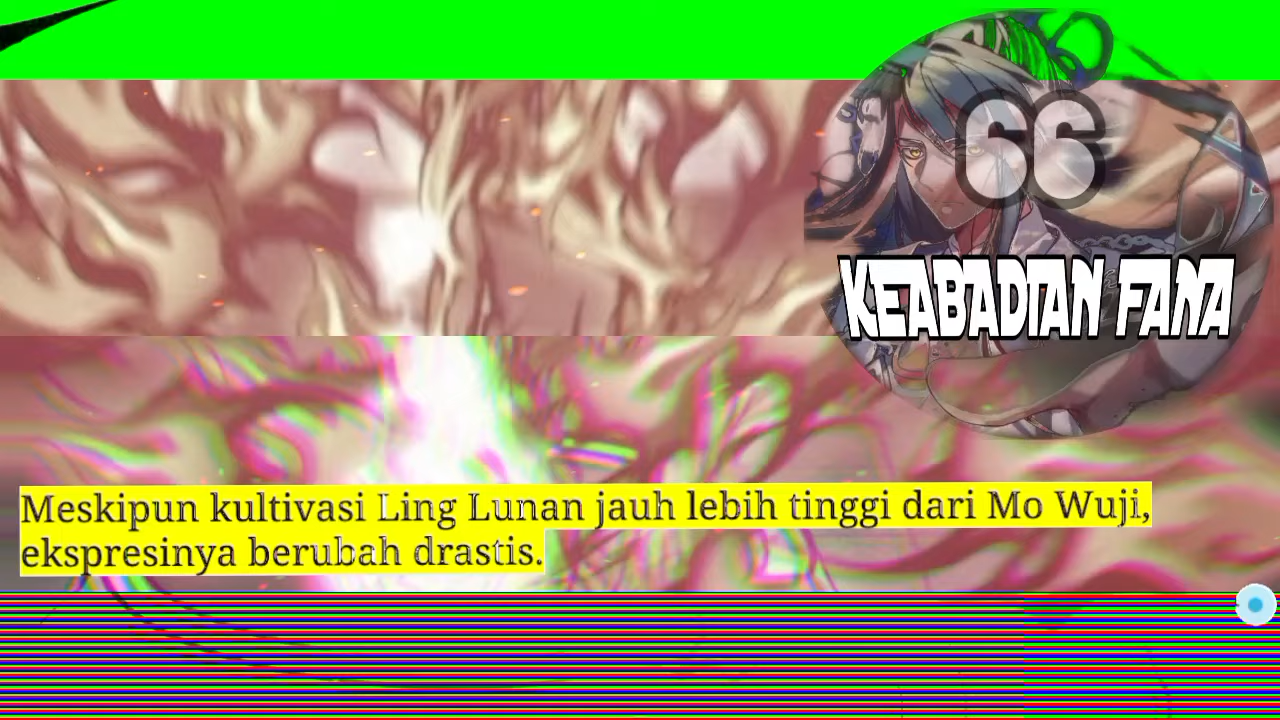 66
KEABADIAN FANA
Meskipun kultivasi Ling Lunan jauh lebih tinggi dari Mo Wuji,
ekspresinya berubah drastis.